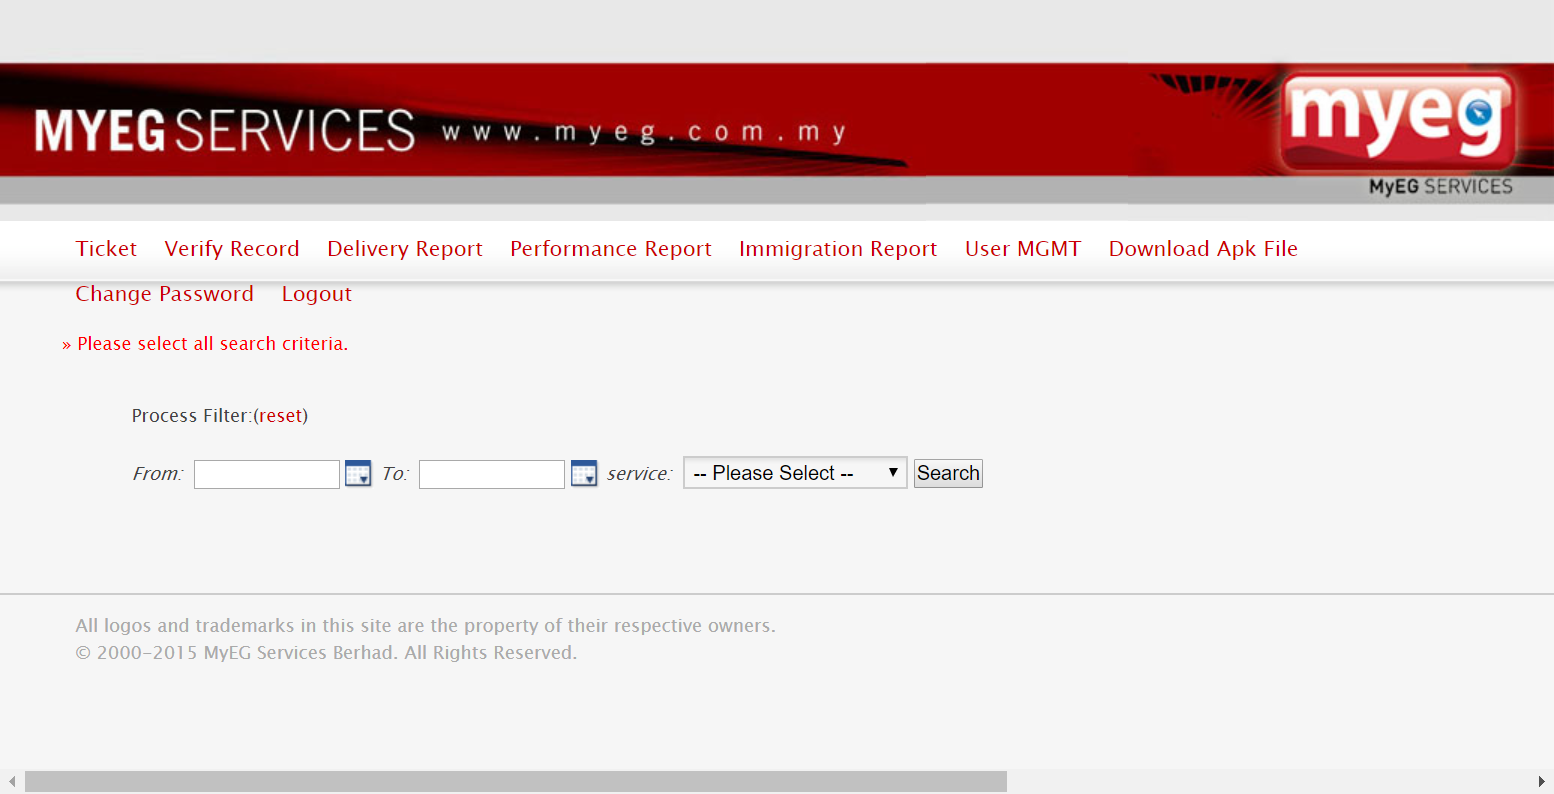 MYEG SERVICES www.myeg.com.my
myeg
MyEG SERVICES
Ticket Verify Record Delivery Report Performance Report Immigration Report User MGMT Download Apk File
Change Password Logout
» Please select all search criteria.
Process Filter:(reset)
From: To: service: -- Please Select -- Search
All logos and trademarks in this site are the property of their respective owners.
© 2000-2015 MyEG Services Berhad. All Rights Reserved.